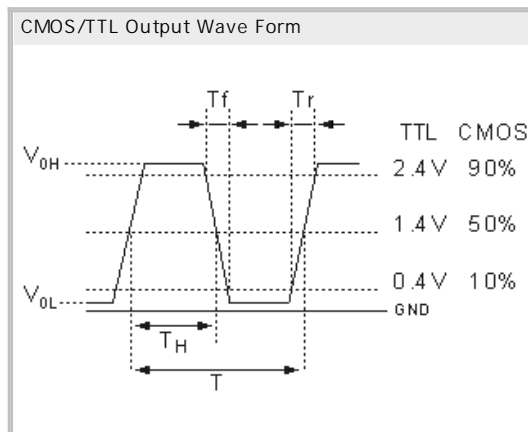 CMOS/TTL Output Wave Form
Tf Tr
TTL CMOS
V0H
2.4V 90%
1.4V 50%
0.4V 10%
V0L
GND
TH
T